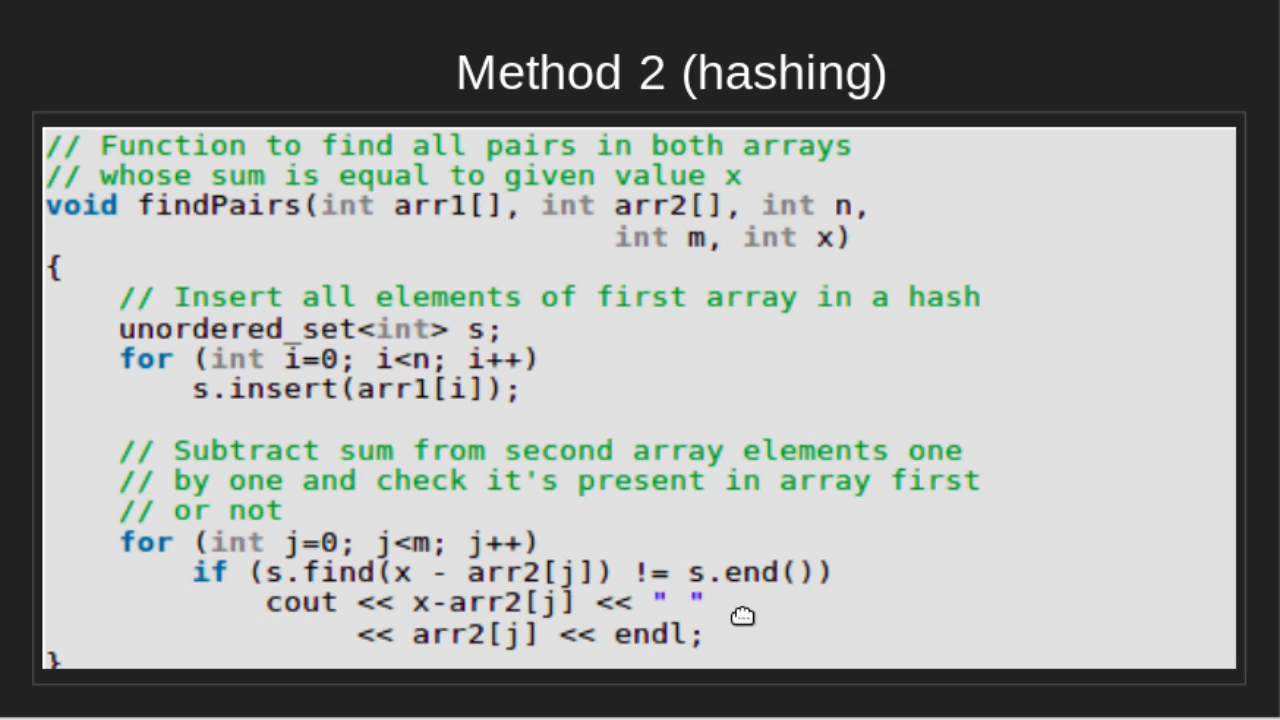 Method 2 (hashing)
// Function to find all pairs in both arrays
// whose sum is equal to given value x
void findPairs(int arr1[], int arr2[], int n,
                               int m, int x)
{
    // Insert all elements of first array in a hash
    unordered_set<int> s;
    for (int i=0; i<n; i++)
        s.insert(arr1[i]);

    // Subtract sum from second array elements one
    // by one and check it's present in array first
    // or not
    for (int j=0; j<m; j++)
        if (s.find(x - arr2[j]) != s.end())
            cout << x-arr2[j] << " "
                 << arr2[j] << endl;
}